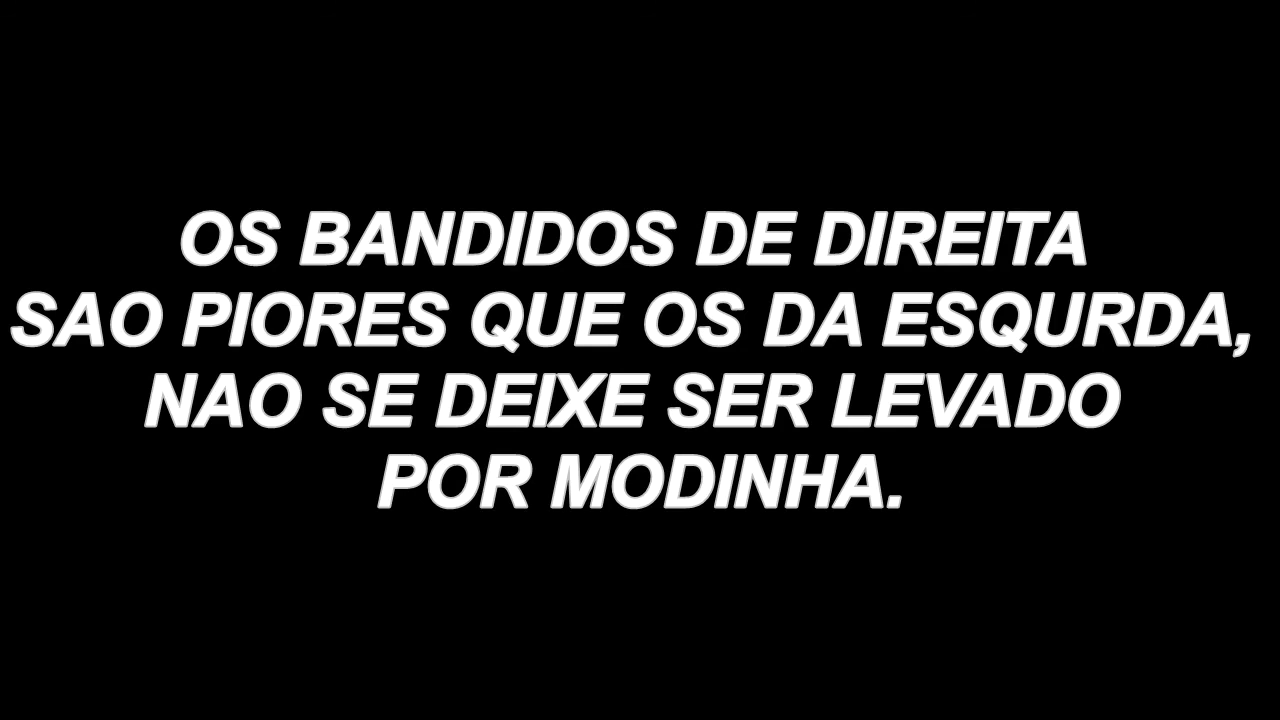 OS BANDIDOS DE DIREITA
SAO PIORES QUE OS DA ESQURDA,
NAO SE DEIXE SER LEVADO
POR MODINHA.